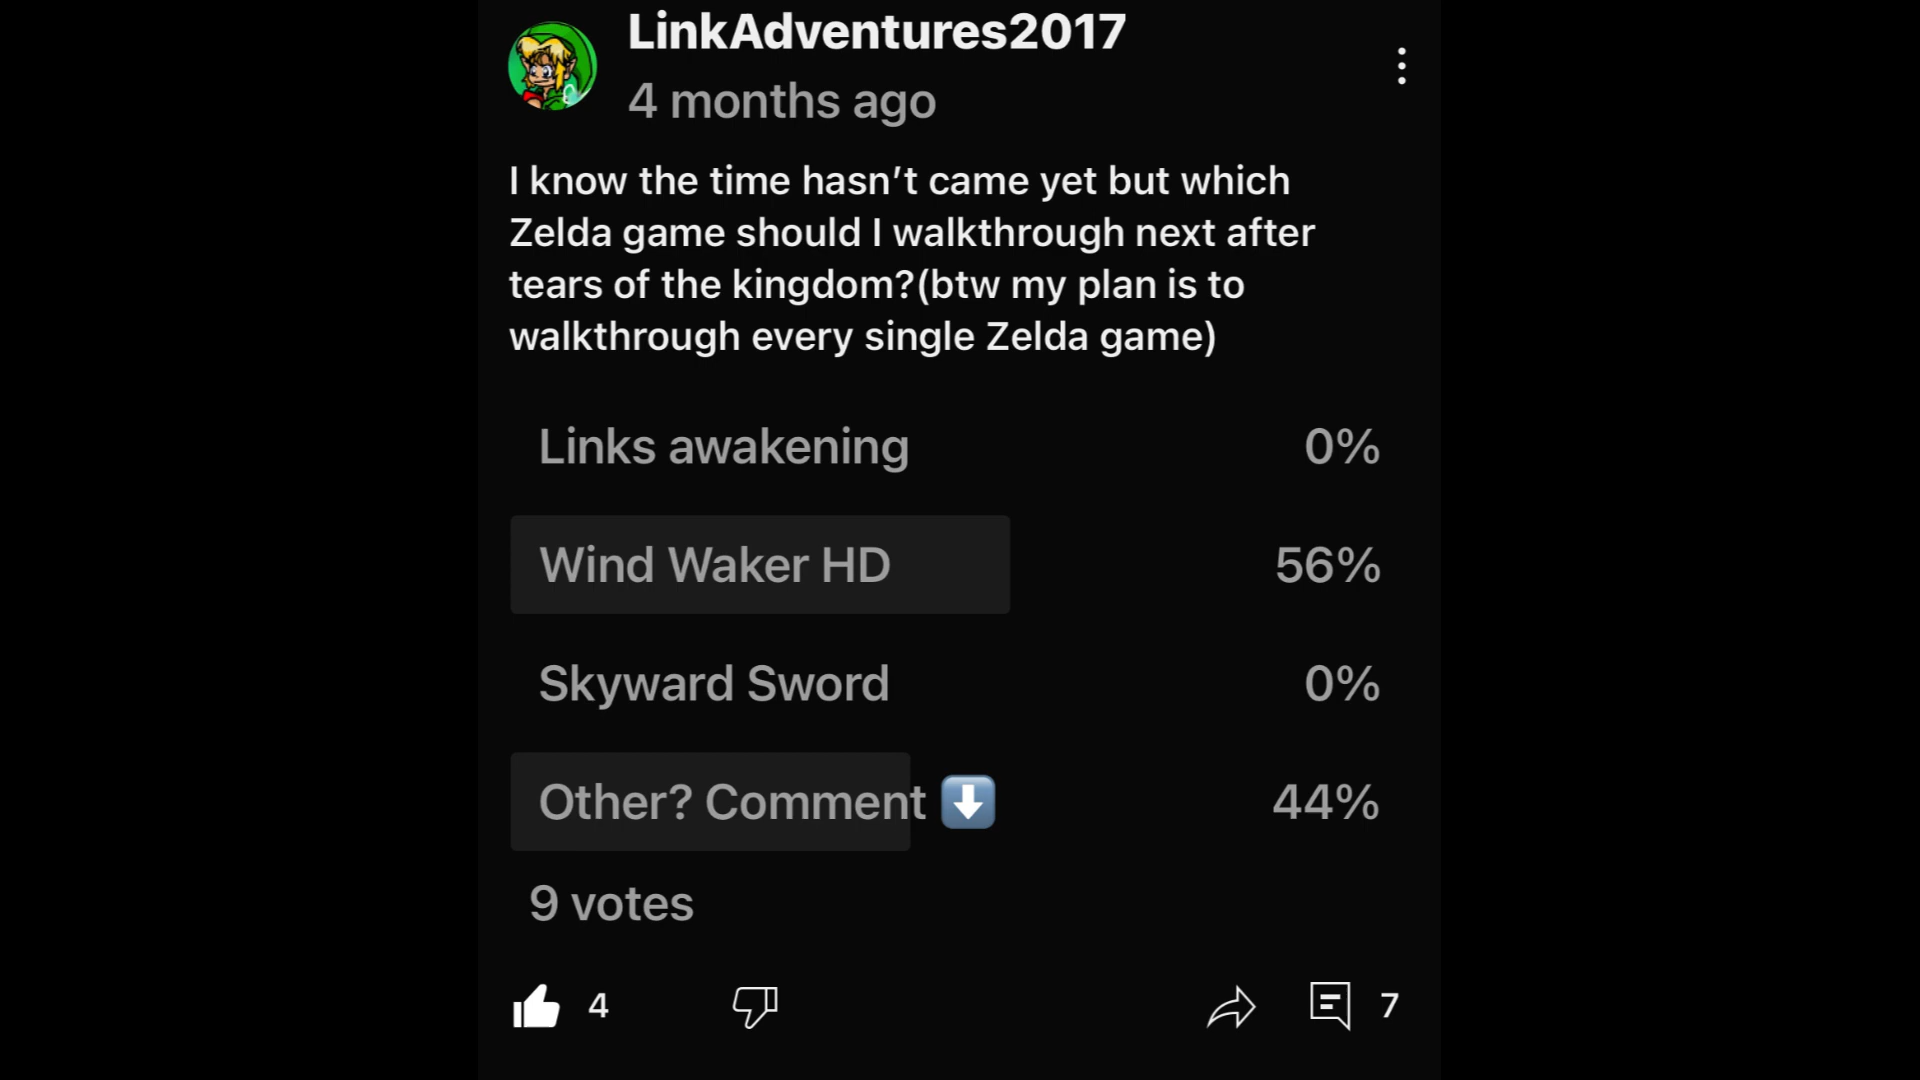 LinkAdventures2017
4 months ago
I know the time hasn’t came yet but which
Zelda game should I walkthrough next after
tears of the kingdom?(btw my plan is to
walkthrough every single Zelda game)
Links awakening 0%
Wind Waker HD 56%
Skyward Sword 0%
Other? Comment ⬇️ 44%
9 votes
4 7